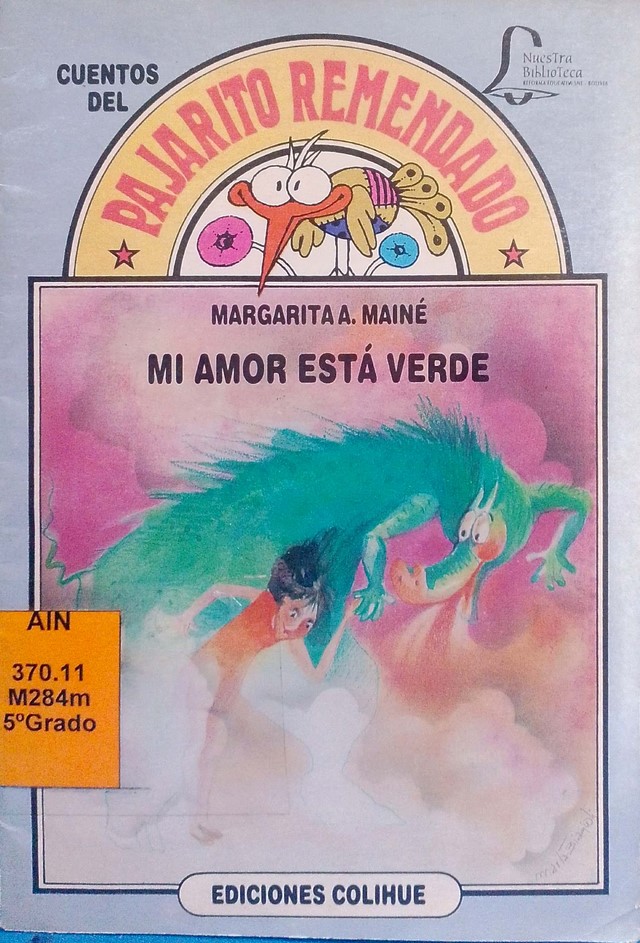 CUENTOS
DEL
PAJARITO REMENDADO
NuesTra
BiblioTeca
MARGARITA A. MAINÉ
MI AMOR ESTÁ VERDE
AIN
370.11
M284m
5ºGrado
EDICIONES COLIHUE